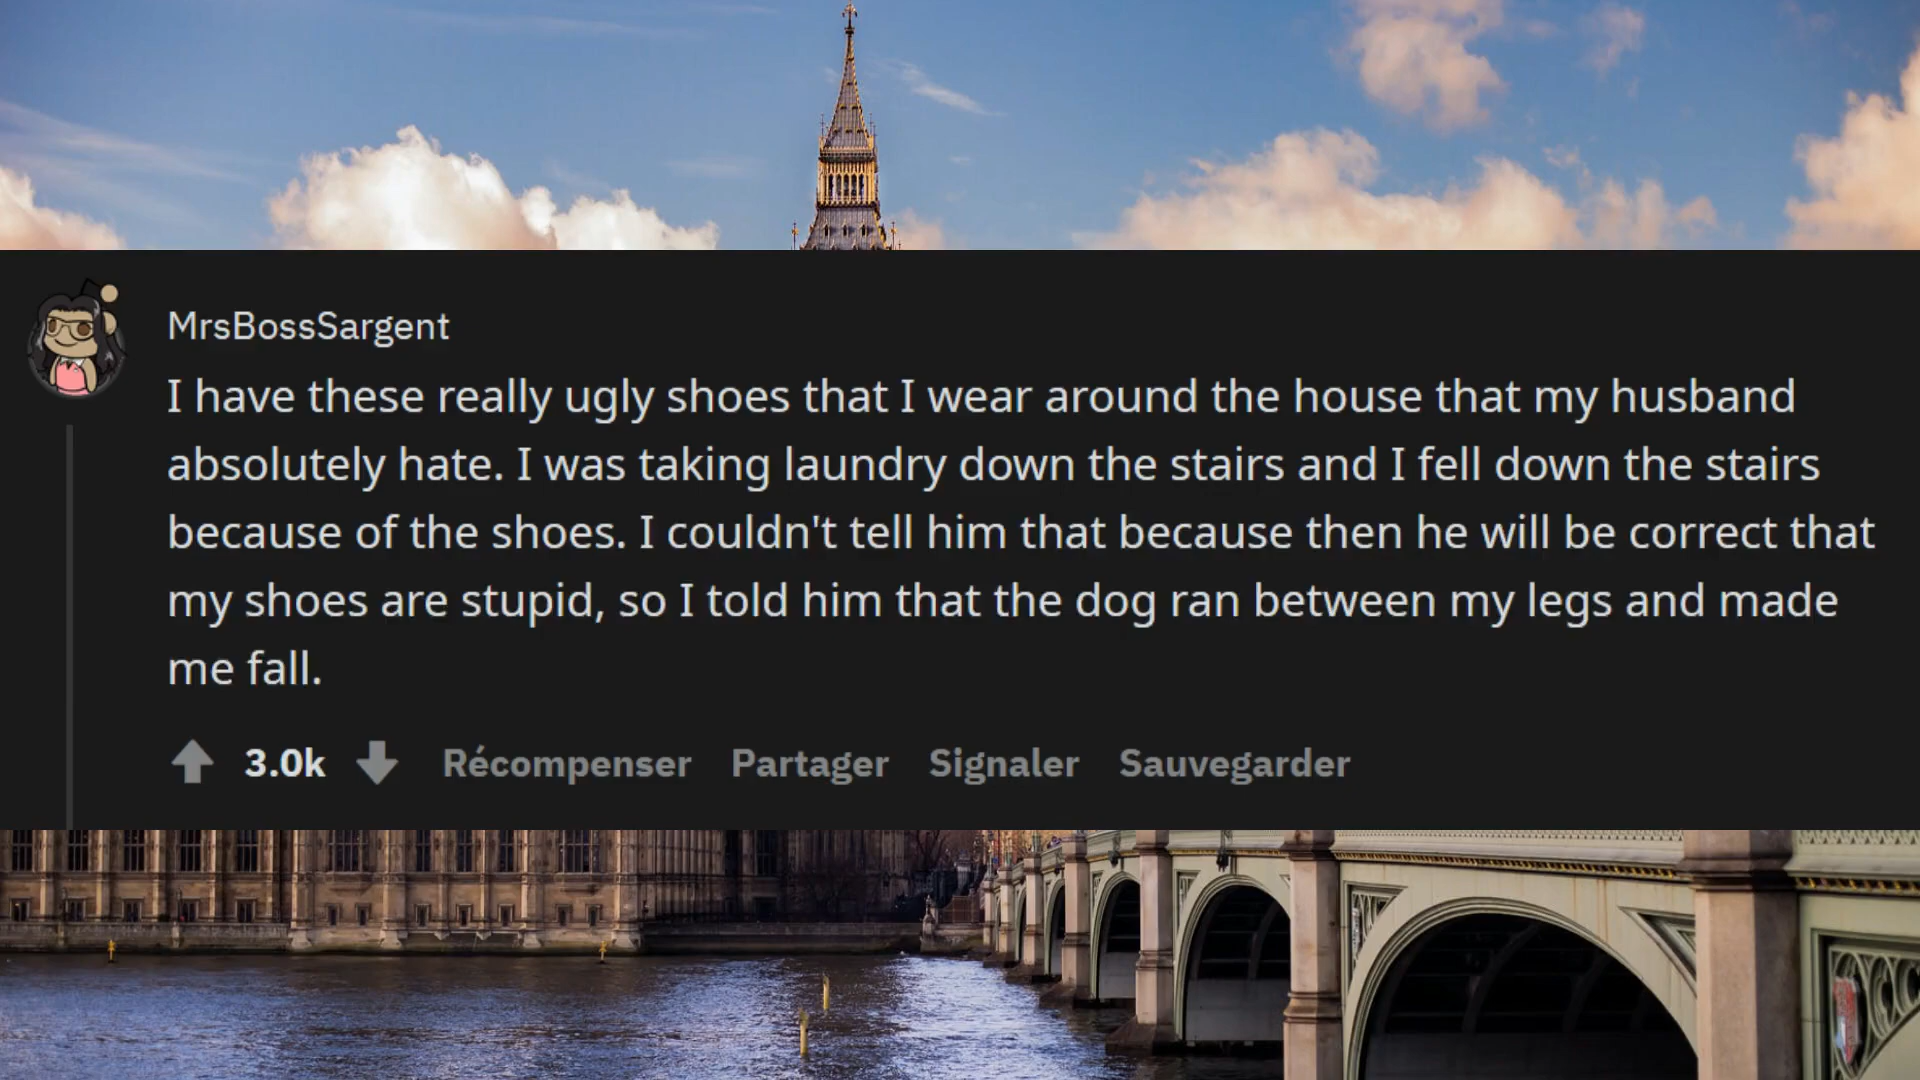 MrsBossSargent
I have these really ugly shoes that I wear around the house that my husband
absolutely hate. I was taking laundry down the stairs and I fell down the stairs
because of the shoes. I couldn't tell him that because then he will be correct that
my shoes are stupid, so I told him that the dog ran between my legs and made
me fall.
3.0k Récompenser Partager Signaler Sauvegarder